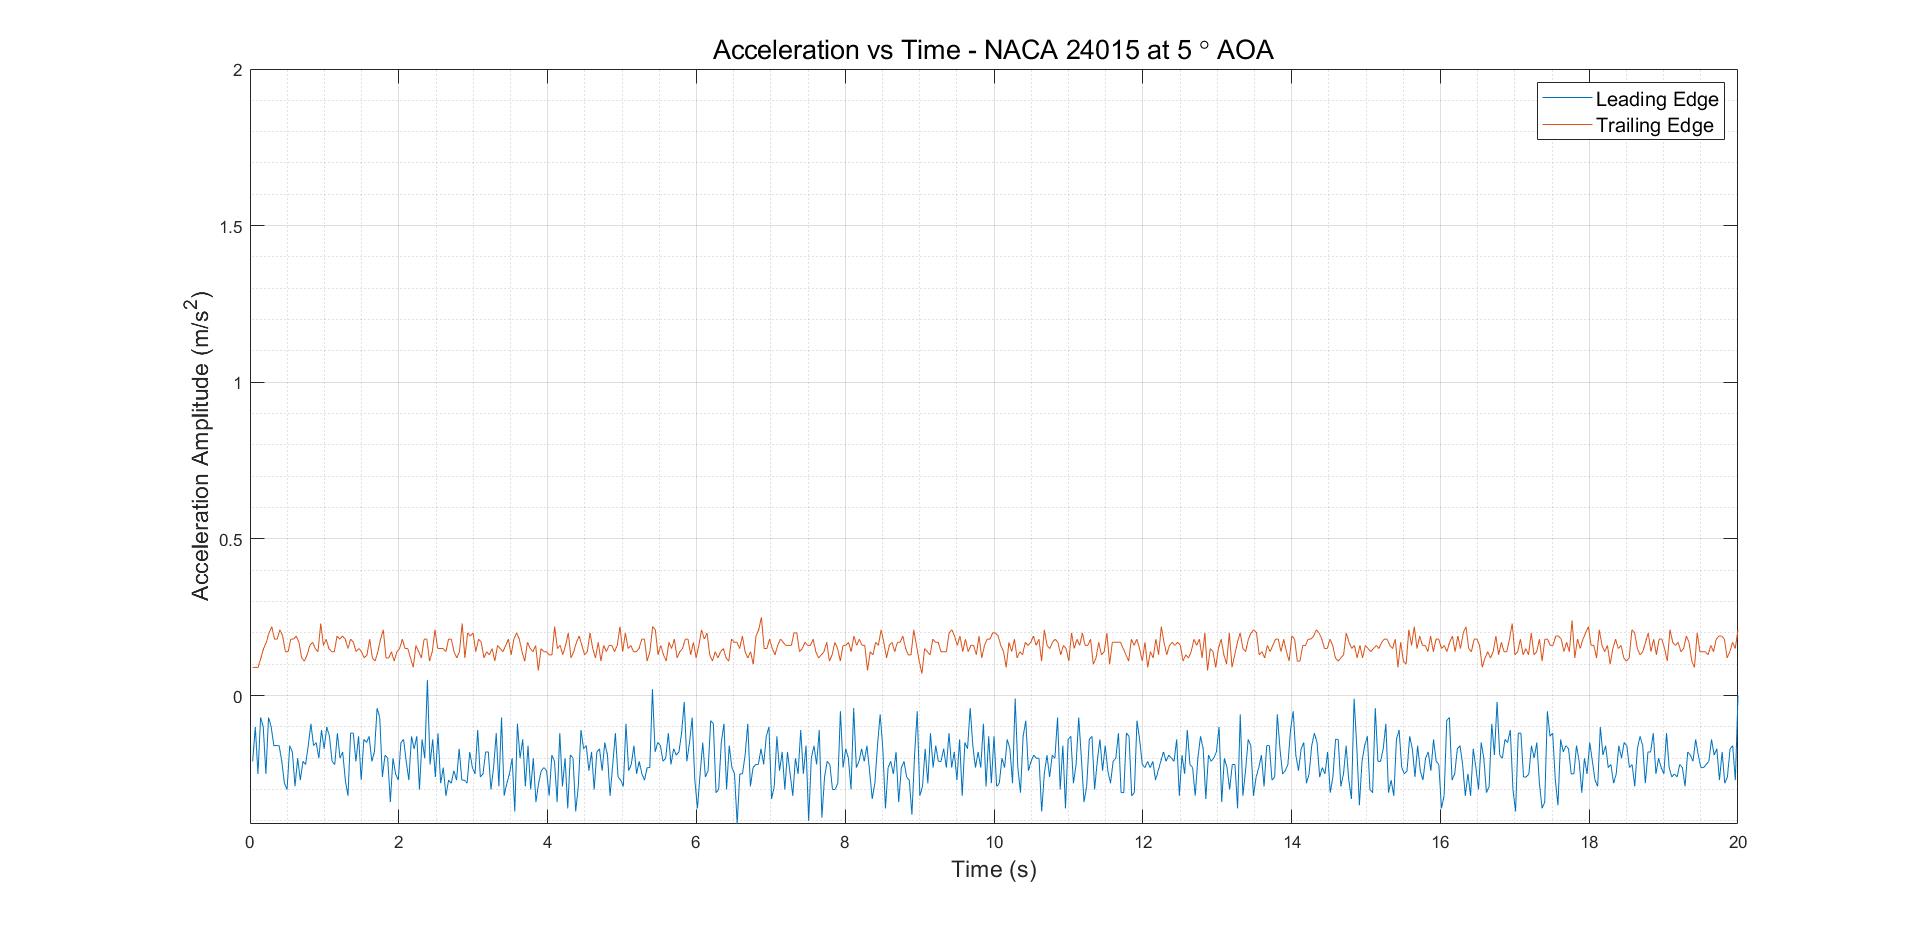 Acceleration vs Time - NACA 24015 at 5 ° AOA
Leading Edge
Trailing Edge
Acceleration Amplitude (m/s²)
2
1.5
1
0.5
0
0 2 4 6 8 10 12 14 16 18 20
Time (s)